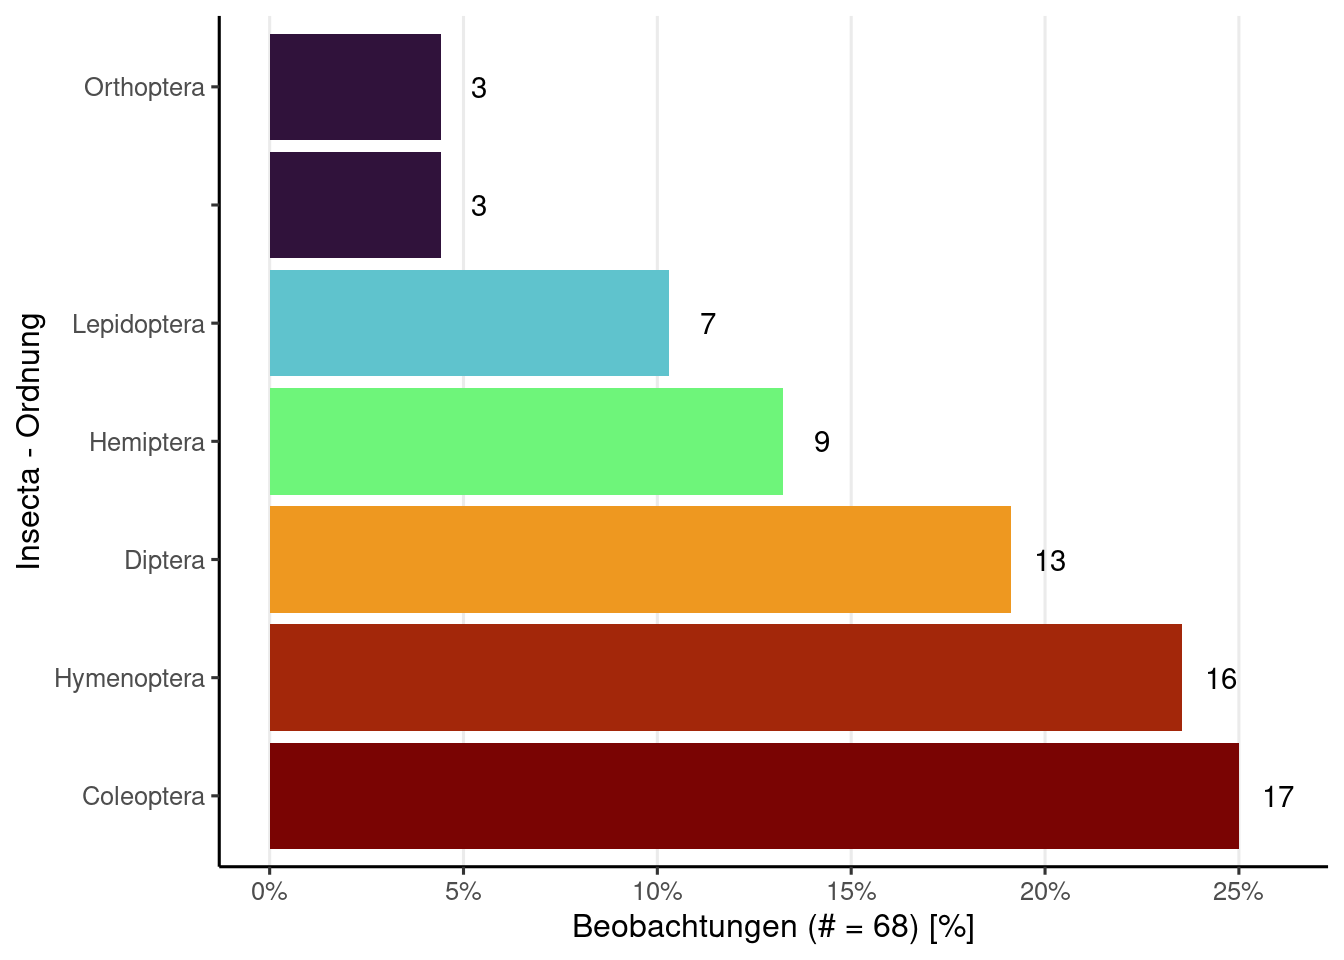 Orthoptera 3
3
Lepidoptera 7
Hemiptera 9
Diptera 13
Hymenoptera 16
Coleoptera 17
Insecta - Ordnung
0% 5% 10% 15% 20% 25%
Beobachtungen (# = 68) [%]